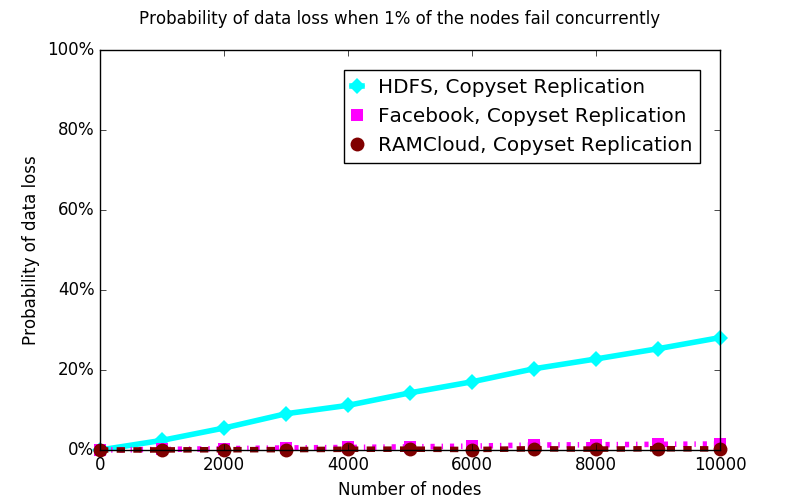 Probability of data loss when 1% of the nodes fail concurrently
100%
80%
60%
40%
20%
0%
Probability of data loss
HDFS, Copyset Replication
Facebook, Copyset Replication
RAMCloud, Copyset Replication
0 2000 4000 6000 8000 10000
Number of nodes